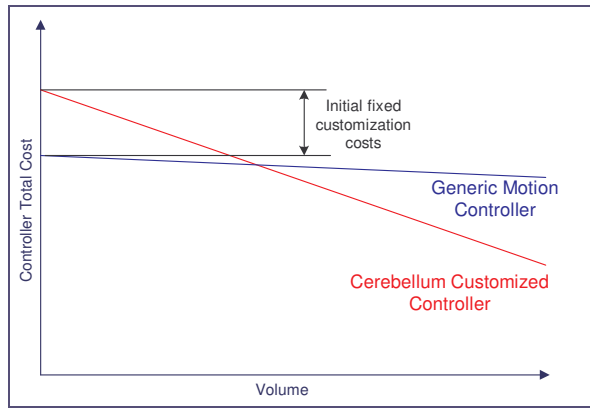 Initial fixed
customization
costs
Controller Total Cost
Generic Motion
Controller
Cerebellum Customized
Controller
Volume